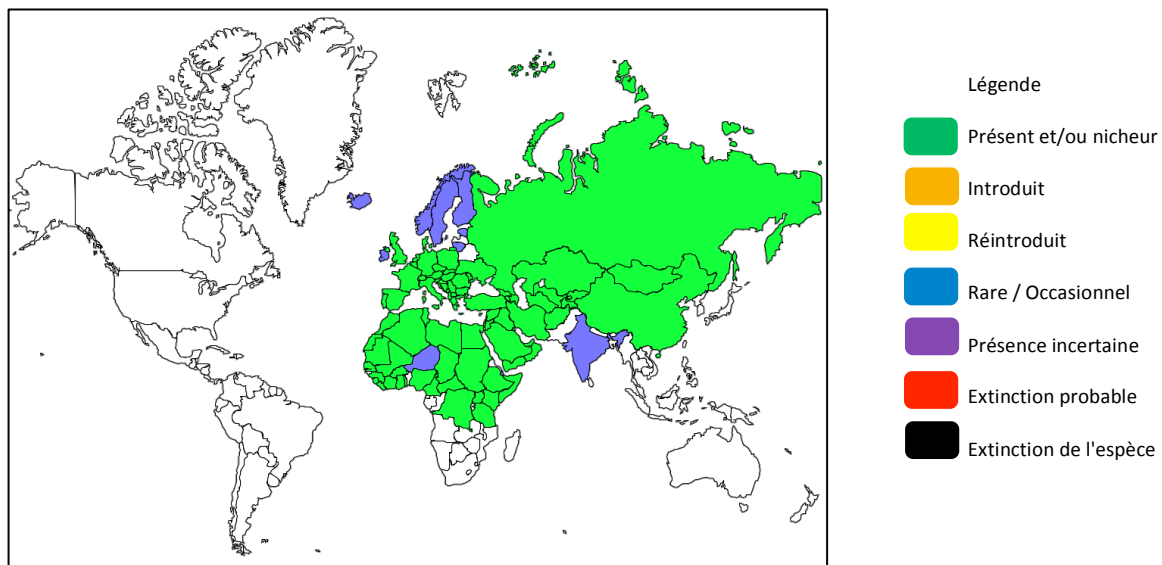 Légende
Présent et/ou nicheur
Introduit
Réintroduit
Rare / Occasionnel
Présence incertaine
Extinction probable
Extinction de l'espèce